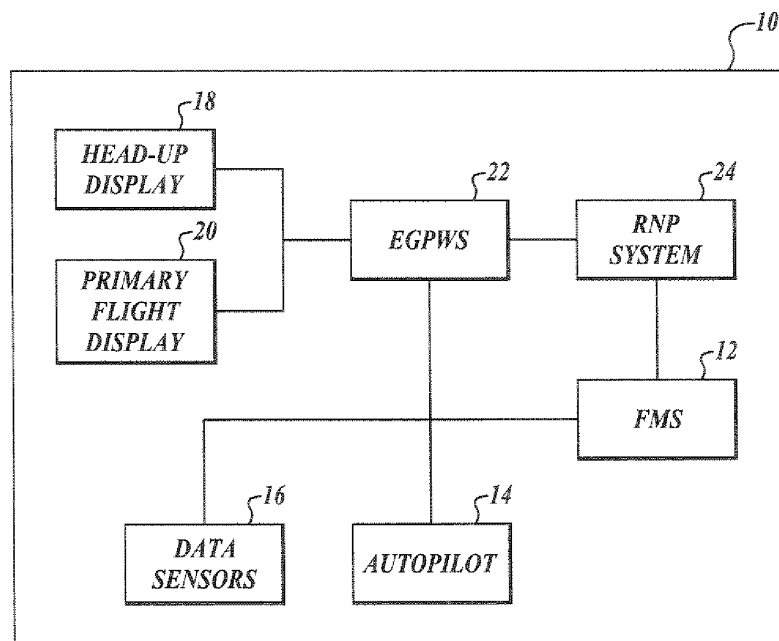 10
18
HEAD-UP
DISPLAY
22
EGPWS
24
RNP
SYSTEM
20
PRIMARY
FLIGHT
DISPLAY
12
FMS
16
DATA
SENSORS
14
AUTOPILOT